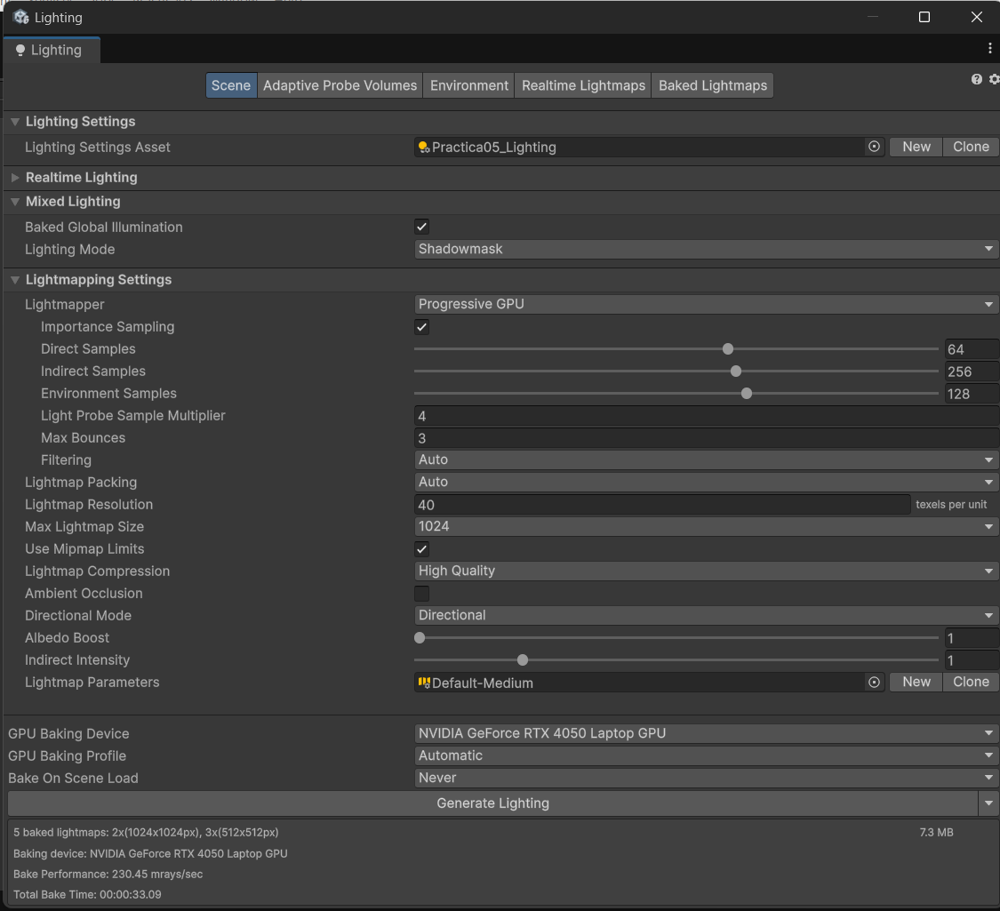 Lighting
Lighting
Scene Adaptive Probe Volumes Environment Realtime Lightmaps Baked Lightmaps
Lighting Settings
Lighting Settings Asset Practica05_Lighting New Clone
Realtime Lighting
Mixed Lighting
Baked Global Illumination
Lighting Mode Shadowmask
Lightmapping Settings
Lightmapper Progressive GPU
Importance Sampling
Direct Samples 64
Indirect Samples 256
Environment Samples 128
Light Probe Sample Multiplier 4
Max Bounces 3
Filtering Auto
Lightmap Packing Auto
Lightmap Resolution 40 texels per unit
Max Lightmap Size 1024
Use Mipmap Limits
Lightmap Compression High Quality
Ambient Occlusion
Directional Mode Directional
Albedo Boost 1
Indirect Intensity 1
Lightmap Parameters Default-Medium New Clone
GPU Baking Device NVIDIA GeForce RTX 4050 Laptop GPU
GPU Baking Profile Automatic
Bake On Scene Load Never
Generate Lighting
5 baked lightmaps: 2x(1024x1024px), 3x(512x512px) 7.3 MB
Baking device: NVIDIA GeForce RTX 4050 Laptop GPU
Bake Performance: 230.45 mrays/sec
Total Bake Time: 00:00:33.09